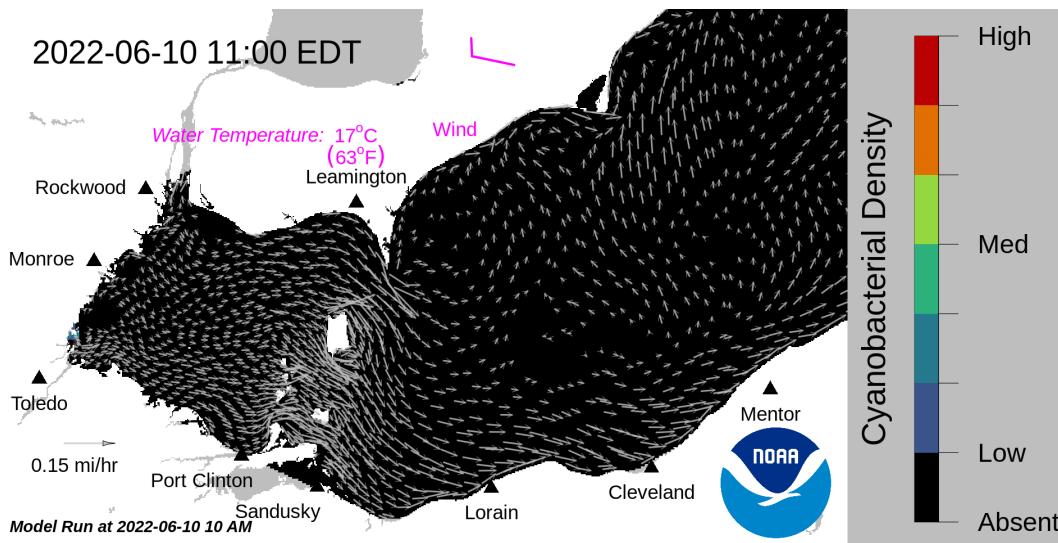 2022-06-10 11:00 EDT
Water Temperature: 17°C
(63°F)
Wind
Leamington
Rockwood
Monroe
Toledo
0.15 mi/hr
Port Clinton
Sandusky
Lorain
Cleveland
Mentor
NOAA
Model Run at 2022-06-10 10 AM
Cyanobacterial Density
High
Med
Low
Absent